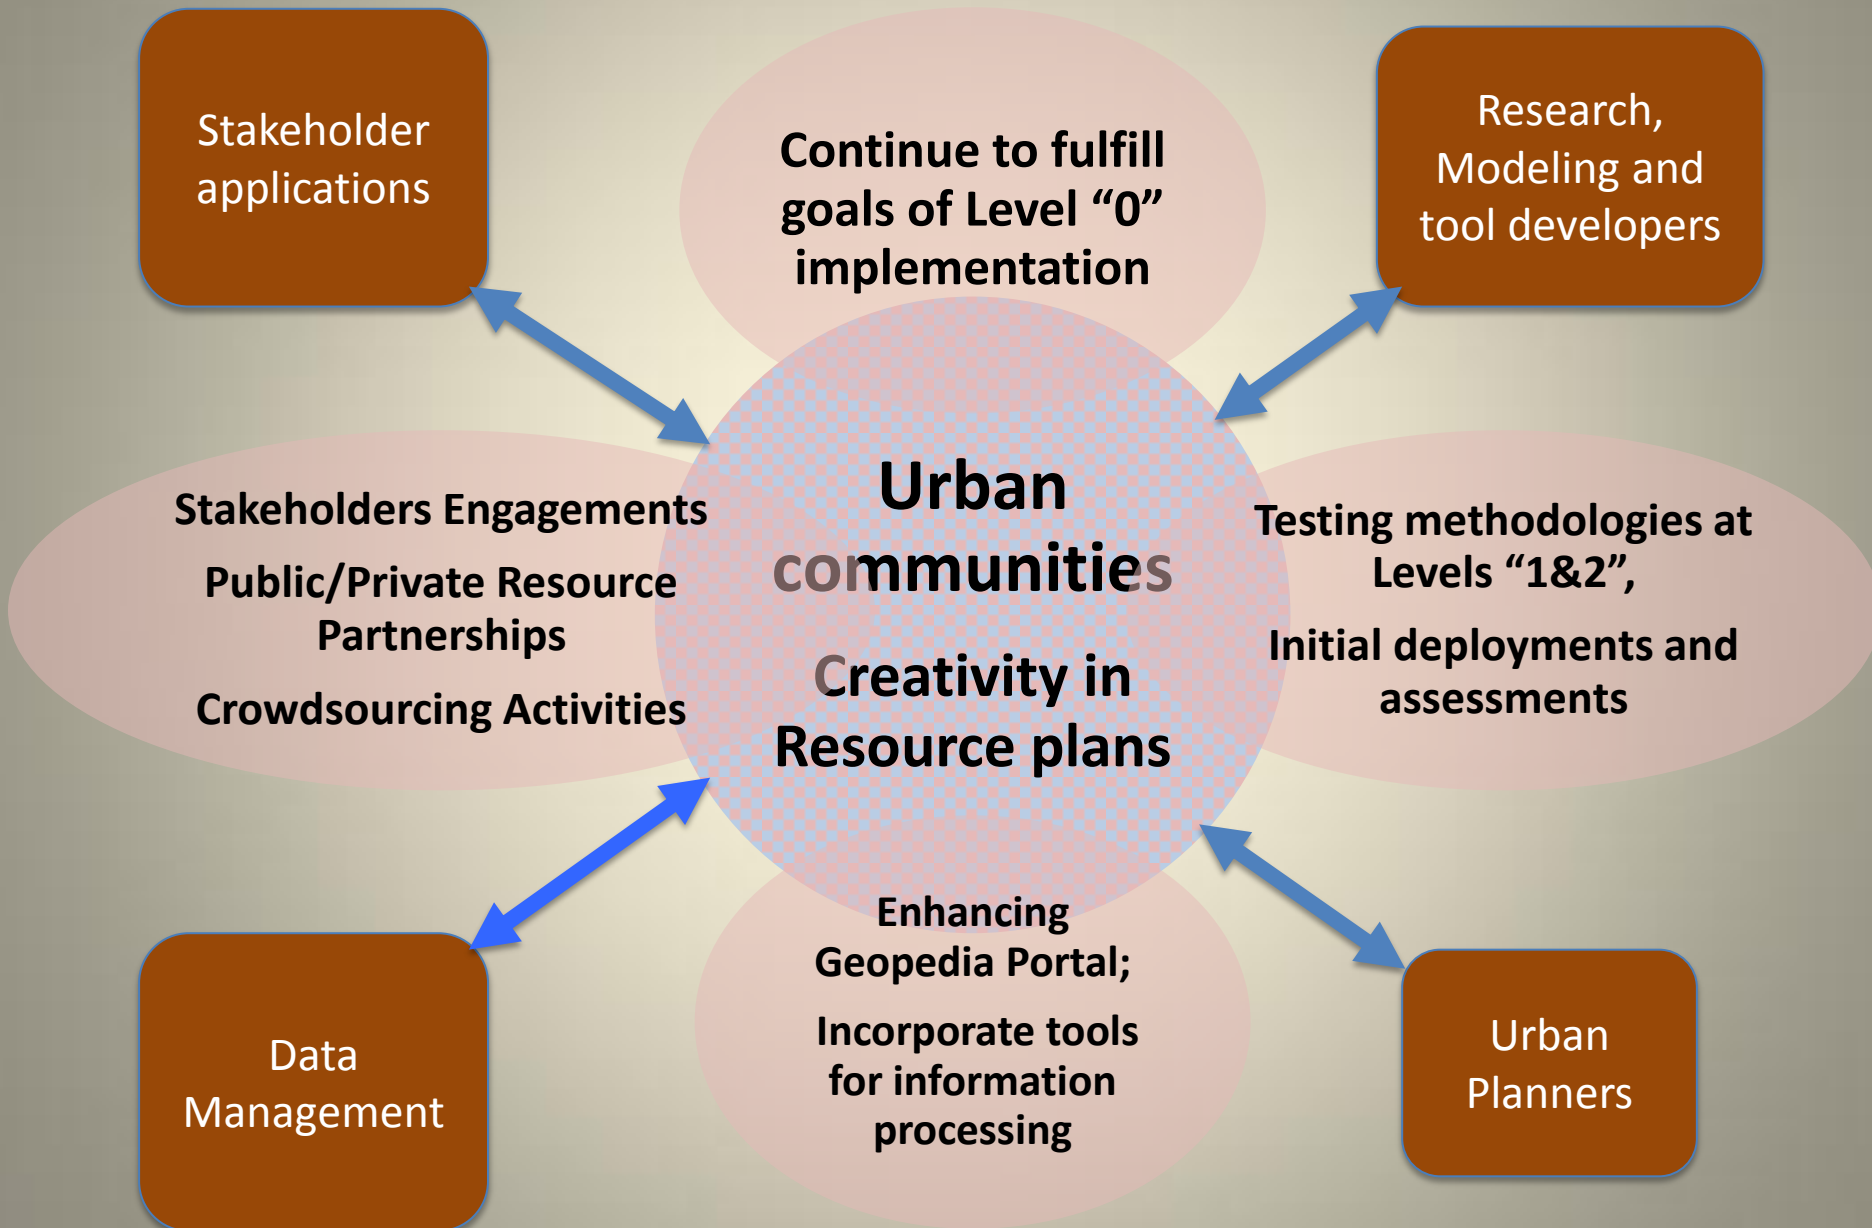 Stakeholder
applications
Continue to fulfill
goals of Level “0”
implementation
Research,
Modeling and
tool developers
Stakeholders Engagements
Public/Private Resource
Partnerships
Crowdsourcing Activities
Urban
communities
Creativity in
Resource plans
Testing methodologies at
Levels “1&2”,
Initial deployments and
assessments
Data
Management
Enhancing
Geopedia Portal;
Incorporate tools
for information
processing
Urban
Planners